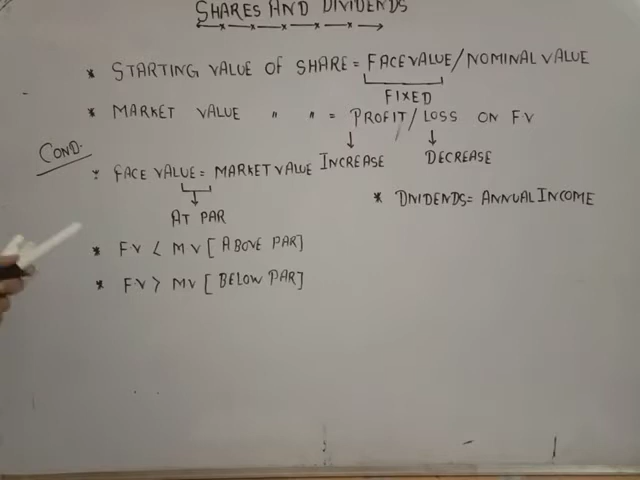 SHARES AND DIVIDENDS
* STARTING VALUE OF SHARE = FACE VALUE / NOMINAL VALUE
FIXED
* MARKET VALUE " " = PROFIT / LOSS ON FV
INCREASE DECREASE
COND.
* FACE VALUE = MARKET VALUE
AT PAR
* DIVIDENDS = ANNUAL INCOME
* FV < MV [ABOVE PAR]
* FV > MV [BELOW PAR]